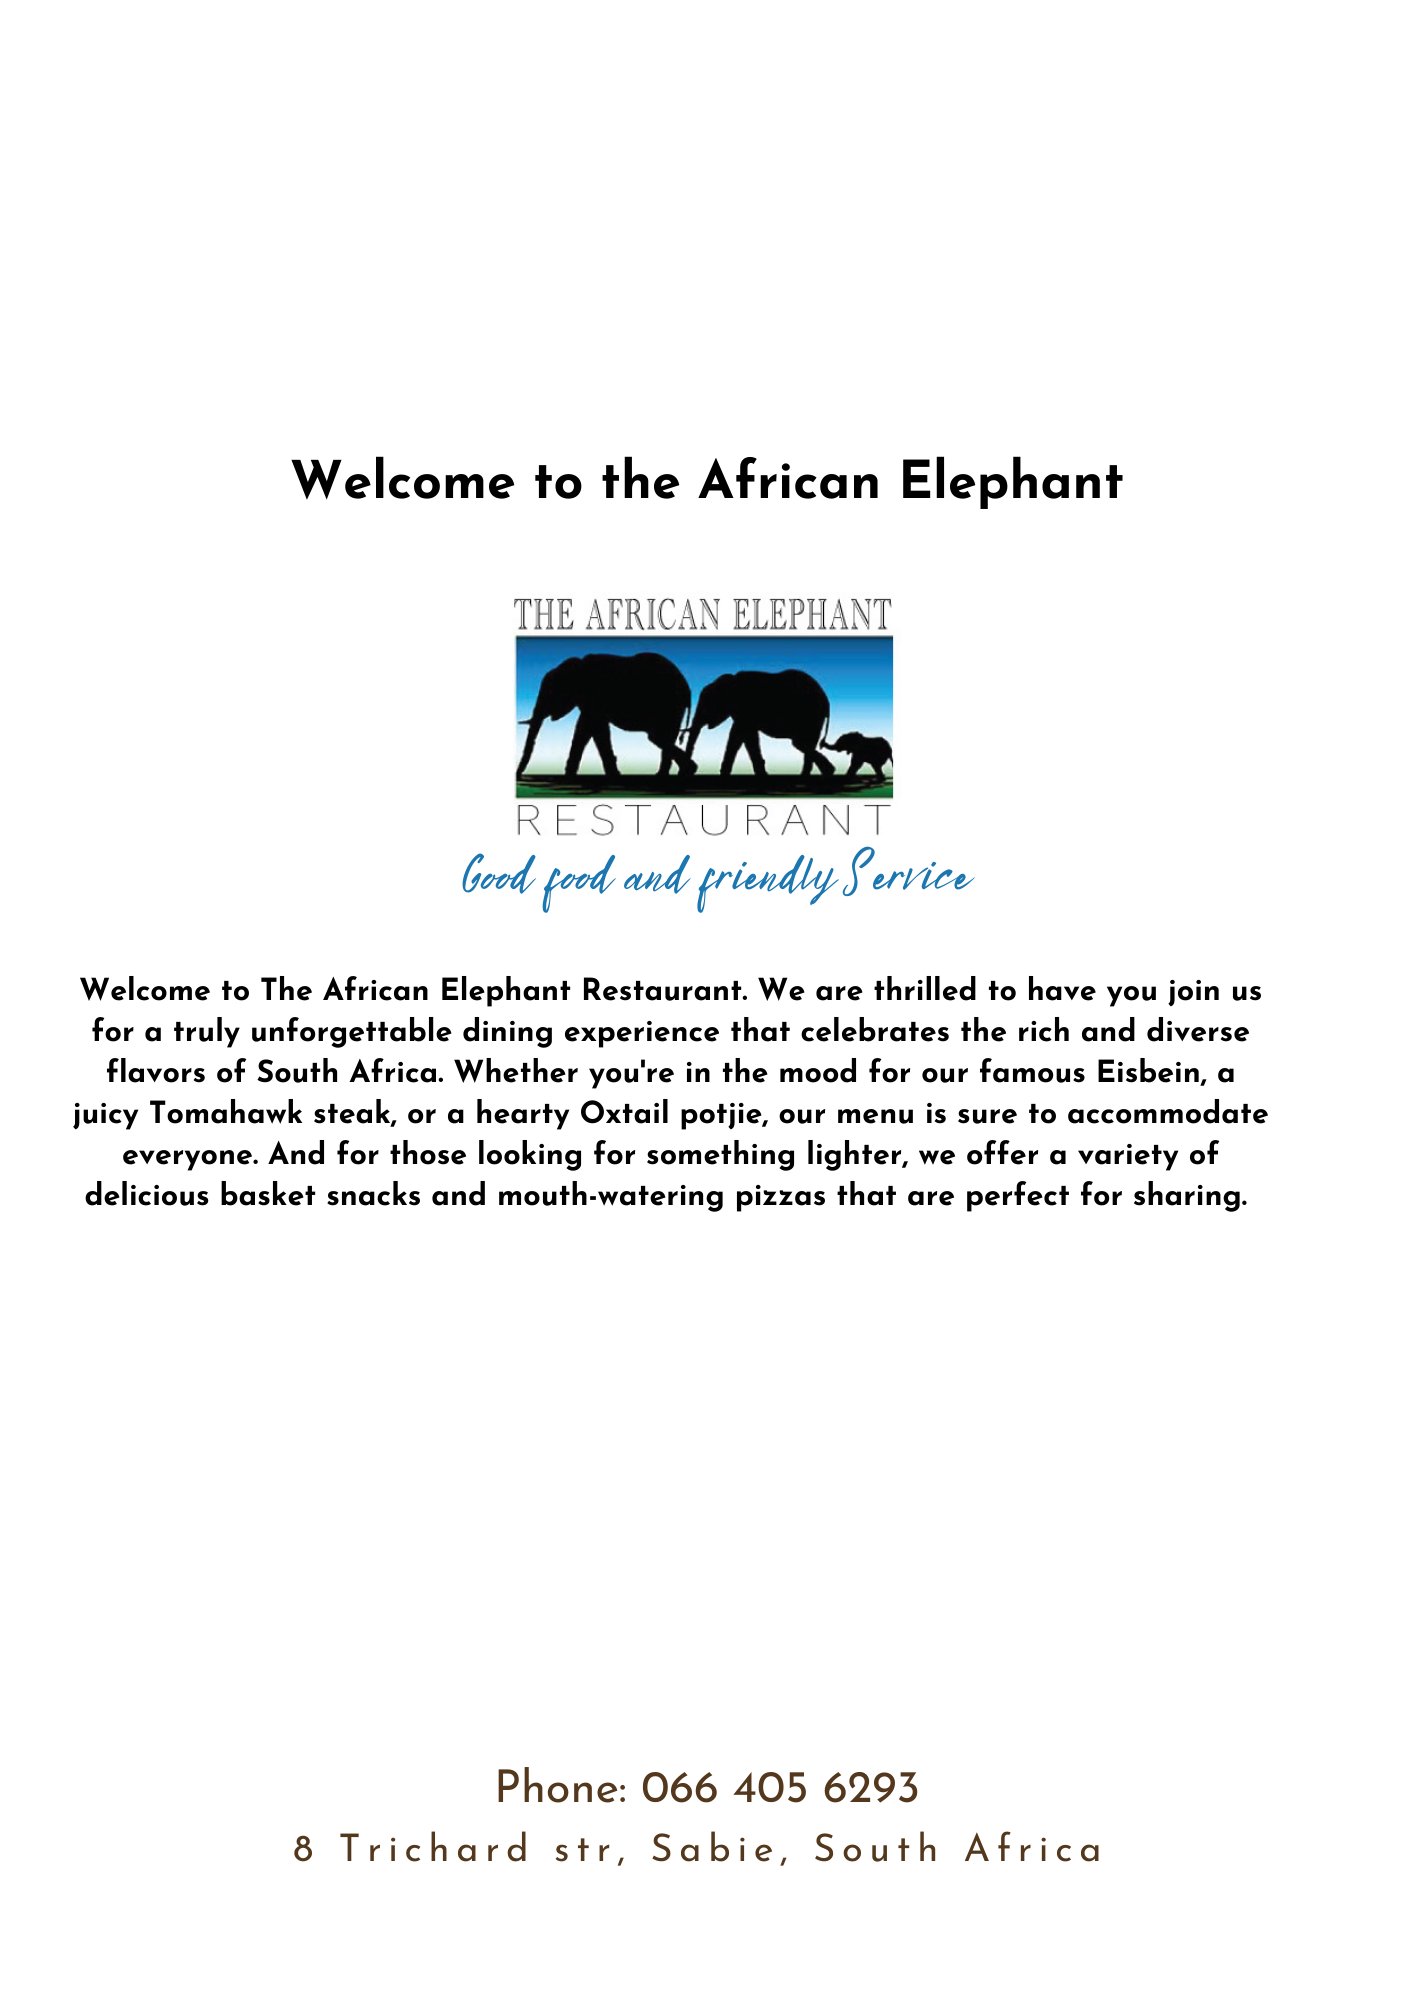 Welcome to the African Elephant
THE AFRICAN ELEPHANT
RESTAURANT
Good food and friendly Service
Welcome to The African Elephant Restaurant. We are thrilled to have you join us
for a truly unforgettable dining experience that celebrates the rich and diverse
flavors of South Africa. Whether you're in the mood for our famous Eisbein, a
juicy Tomahawk steak, or a hearty Oxtail potjie, our menu is sure to accommodate
everyone. And for those looking for something lighter, we offer a variety of
delicious basket snacks and mouth-watering pizzas that are perfect for sharing.
Phone: 066 405 6293
8 Trichard str, Sabie, South Africa